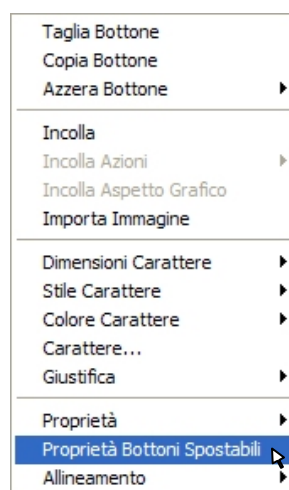 Taglia Bottone
Copia Bottone
Azzera Bottone
Incolla
Incolla Azioni
Incolla Aspetto Grafico
Importa Immagine
Dimensioni Carattere
Stile Carattere
Colore Carattere
Carattere...
Giustifica
Proprietà
Proprietà Bottoni Spostabili
Allineamento